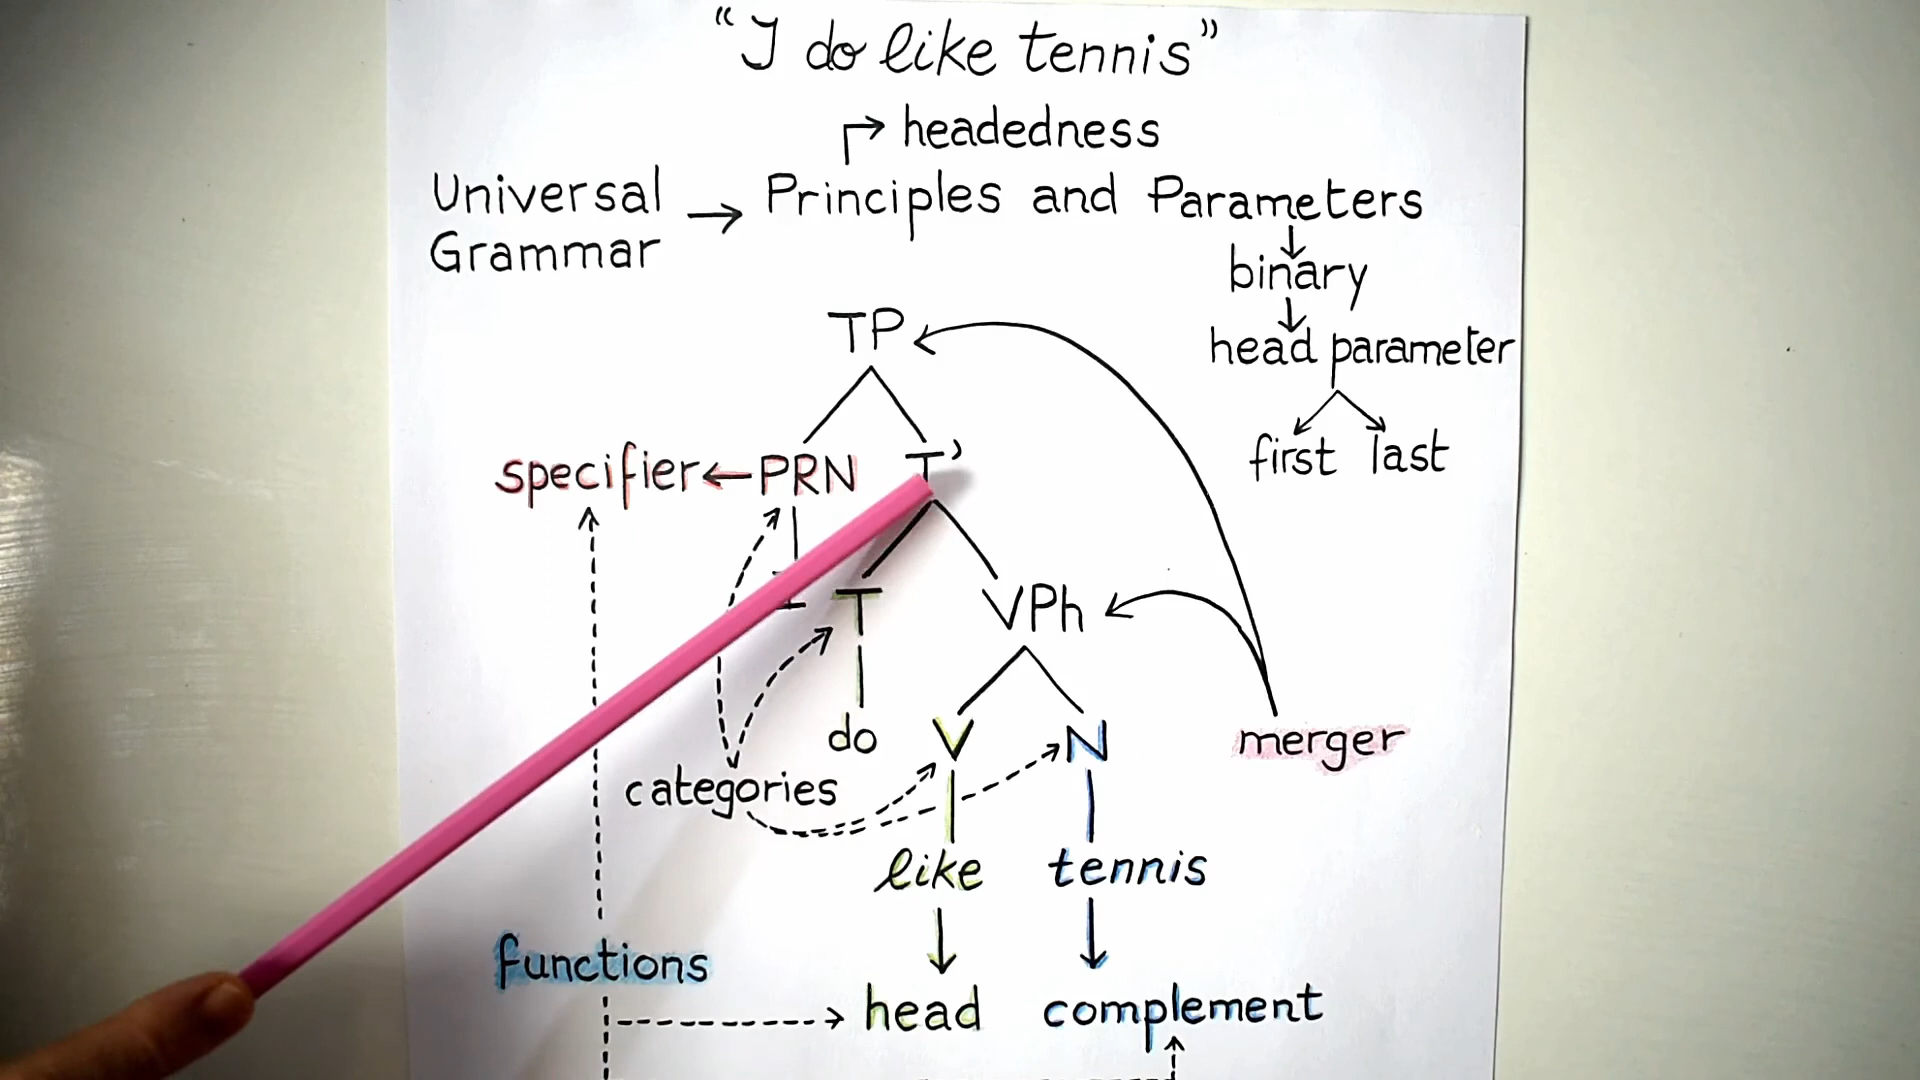 “I do like tennis”
headedness
Universal Grammar → Principles and Parameters
binary
head parameter
first last
TP
specifier ← PRN T’
I T VPh
do V N
merger
categories
like tennis
functions
head complement